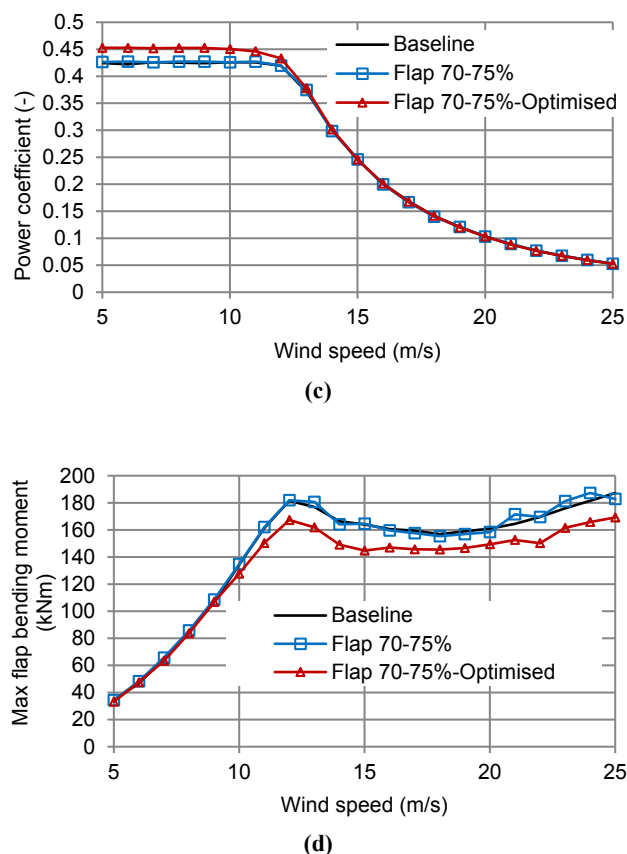 0.5
0.45
0.4
0.35
0.3
0.25
0.2
0.15
0.1
0.05
0
Power coefficient (-)
Baseline
Flap 70-75%
Flap 70-75%-Optimised
5 10 15 20 25
Wind speed (m/s)
(c)
200
180
160
140
120
100
80
60
40
20
0
Max flap bending moment
(kNm)
Baseline
Flap 70-75%
Flap 70-75%-Optimised
5 10 15 20 25
Wind speed (m/s)
(d)